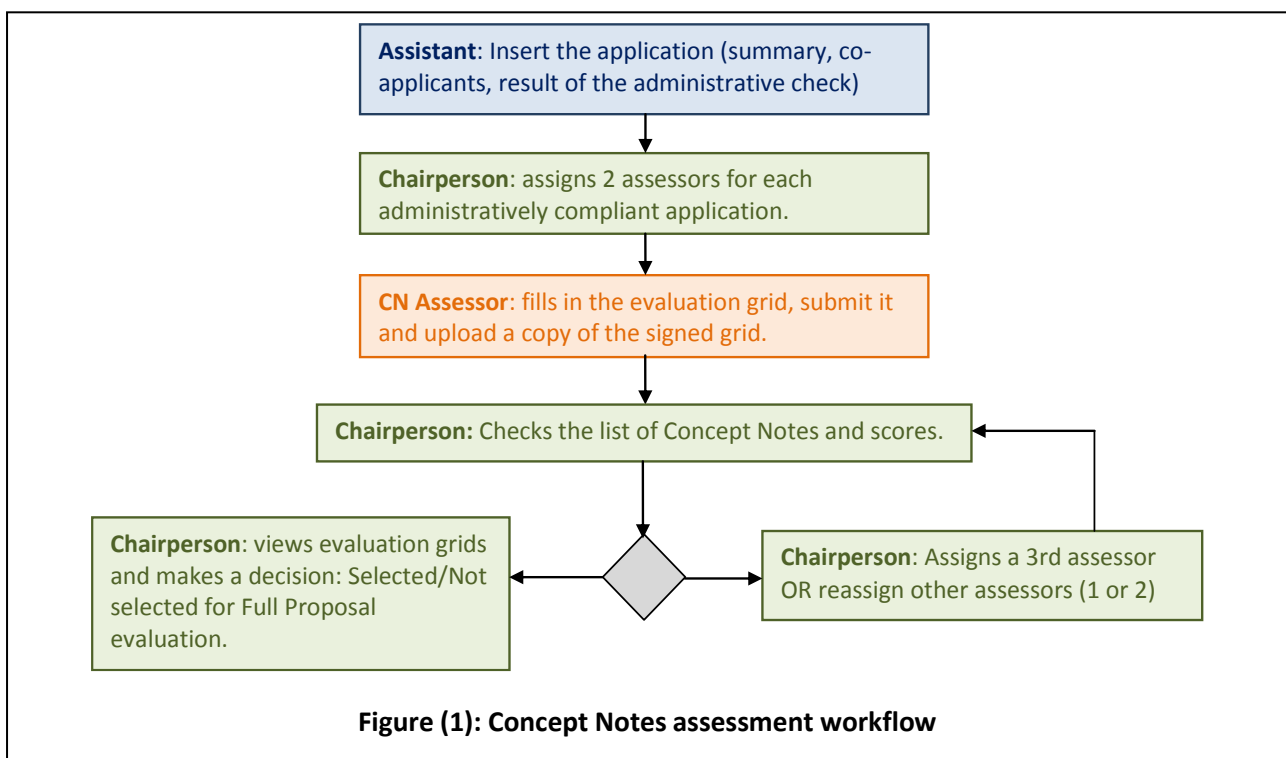 Assistant: Insert the application (summary, co-
applicants, result of the administrative check)
Chairperson: assigns 2 assessors for each
administratively compliant application.
CN Assessor: fills in the evaluation grid, submit it
and upload a copy of the signed grid.
Chairperson: Checks the list of Concept Notes and scores.
Chairperson: views evaluation grids
and makes a decision: Selected/Not
selected for Full Proposal
evaluation.
Chairperson: Assigns a 3rd assessor
OR reassign other assessors (1 or 2)
Figure (1): Concept Notes assessment workflow